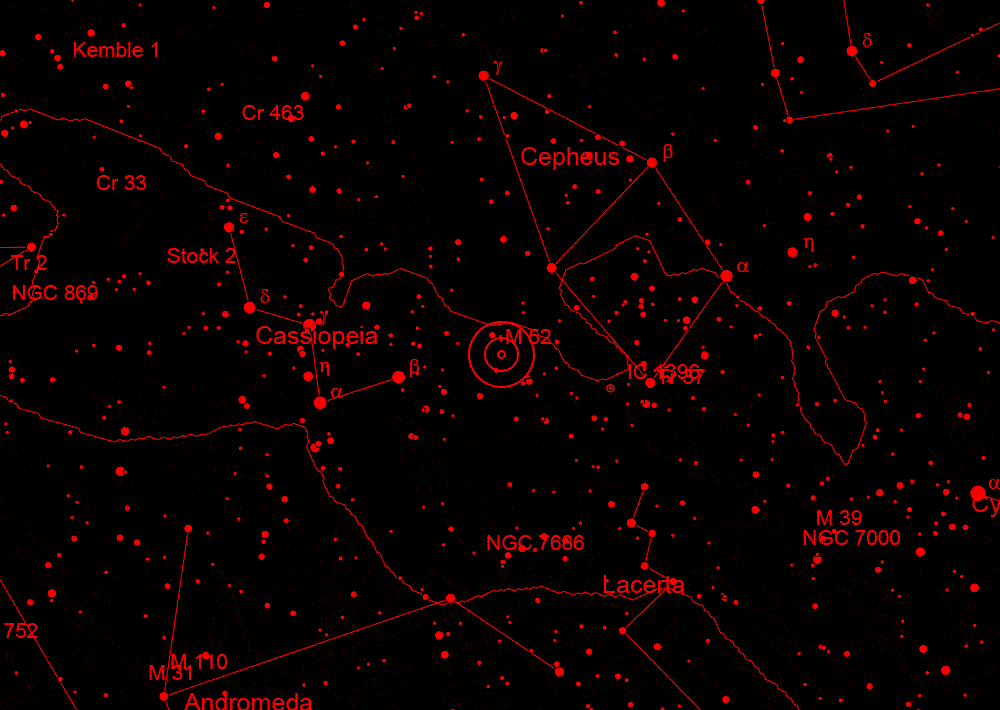 δ
Kemble 1
γ
Cr 463
Cepheus
β
Cr 33
ε
η
Stock 2
α
Tr 2
NGC 869
δ
γ
Cassiopeia
M 52
η
β
IC 1396
α
α
Cy
M 39
NGC 7000
NGC 7686
Lacerta
752
M 110
M 31
Andromeda